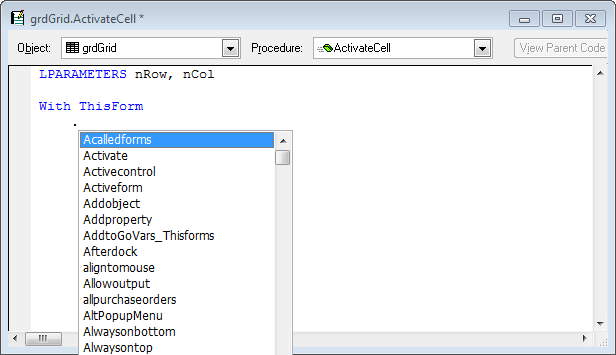 grdGrid.ActivateCell *
Object: grdGrid Procedure: ActivateCell View Parent Code
LPARAMETERS nRow, nCol
With ThisForm
.
Acalledforms
Activate
Activecontrol
Activeform
Addobject
Addproperty
AddtoGoVars_Thisforms
Afterdock
aligntomouse
Allowoutput
allpurchaseorders
AltPopupMenu
Alwaysonbottom
Alwaysontop